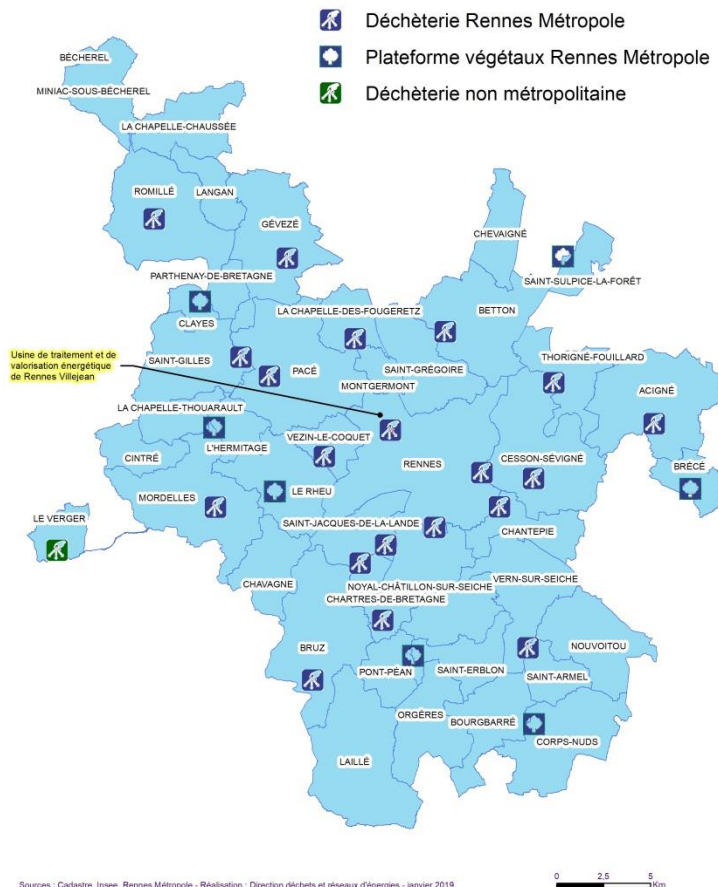 Déchèterie Rennes Métropole
Plateforme végétaux Rennes Métropole
Déchèterie non métropolitaine
BÉCHEREL
MINIAC-SOUS-BÉCHEREL
LA CHAPELLE-CHAUSSÉE
ROMILLÉ
LANGAN
GÉVEZÉ
CHEVAIGNÉ
PARTHENAY-DE-BRETAGNE
SAINT-SULPICE-LA-FORÊT
CLAYES
LA CHAPELLE-DES-FOUGERETZ
BETTON
Usine de traitement et de
valorisation énergétique
de Rennes Villejean
SAINT-GILLES
PACÉ
SAINT-GRÉGOIRE
THORIGNÉ-FOUILLARD
MONTGERMONT
ACIGNÉ
LA CHAPELLE-THOUARAULT
VEZIN-LE-COQUET
L'HERMITAGE
CINTRÉ
RENNES
CESSON-SÉVIGNÉ
BRÉCÉ
MORDELLES
LE RHEU
LE VERGER
SAINT-JACQUES-DE-LA-LANDE
CHANTEPIE
CHAVAGNE
NOYAL-CHÂTILLON-SUR-SEICHE
VERN-SUR-SEICHE
CHARTRES-DE-BRETAGNE
BRUZ
NOUVOITOU
PONT-PÉAN
SAINT-ERBLON
SAINT-ARMEL
ORGÈRES
BOURGBARRÉ
CORPS-NUDS
LAILLÉ
Sources : Cadastre, Insee, Rennes Métropole - Réalisation : Direction déchets et réseaux d'énergies - janvier 2019
0 2,5 5
Km